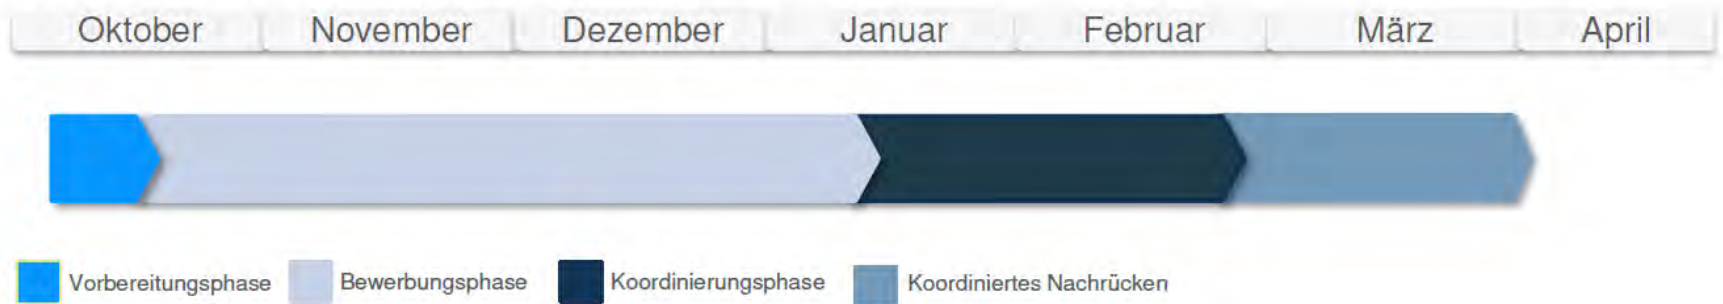 Oktober November Dezember Januar Februar März April
Vorbereitungsphase Bewerbungsphase Koordinierungsphase Koordiniertes Nachrücken